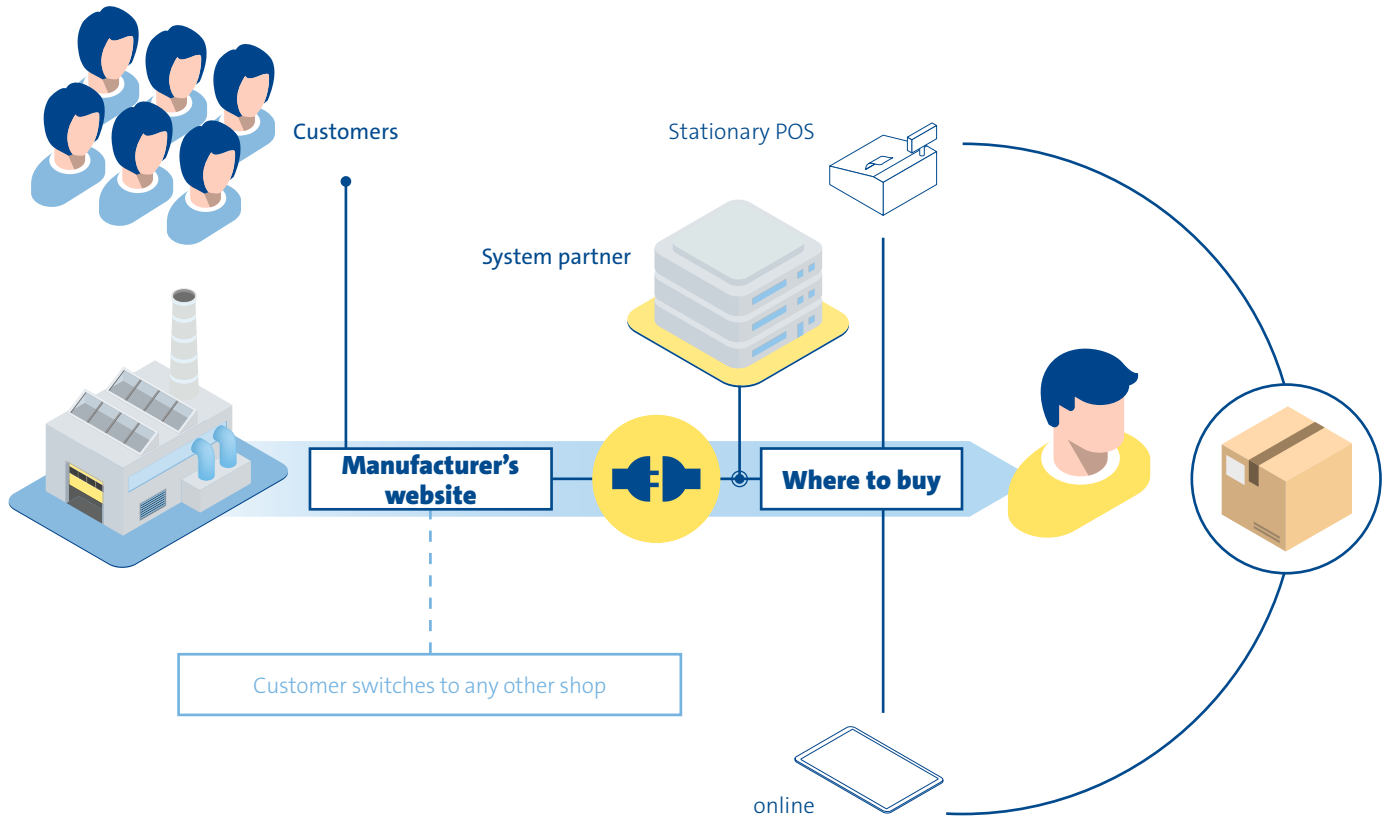 Customers
Stationary POS
System partner
Manufacturer's
website
Where to buy
Customer switches to any other shop
online